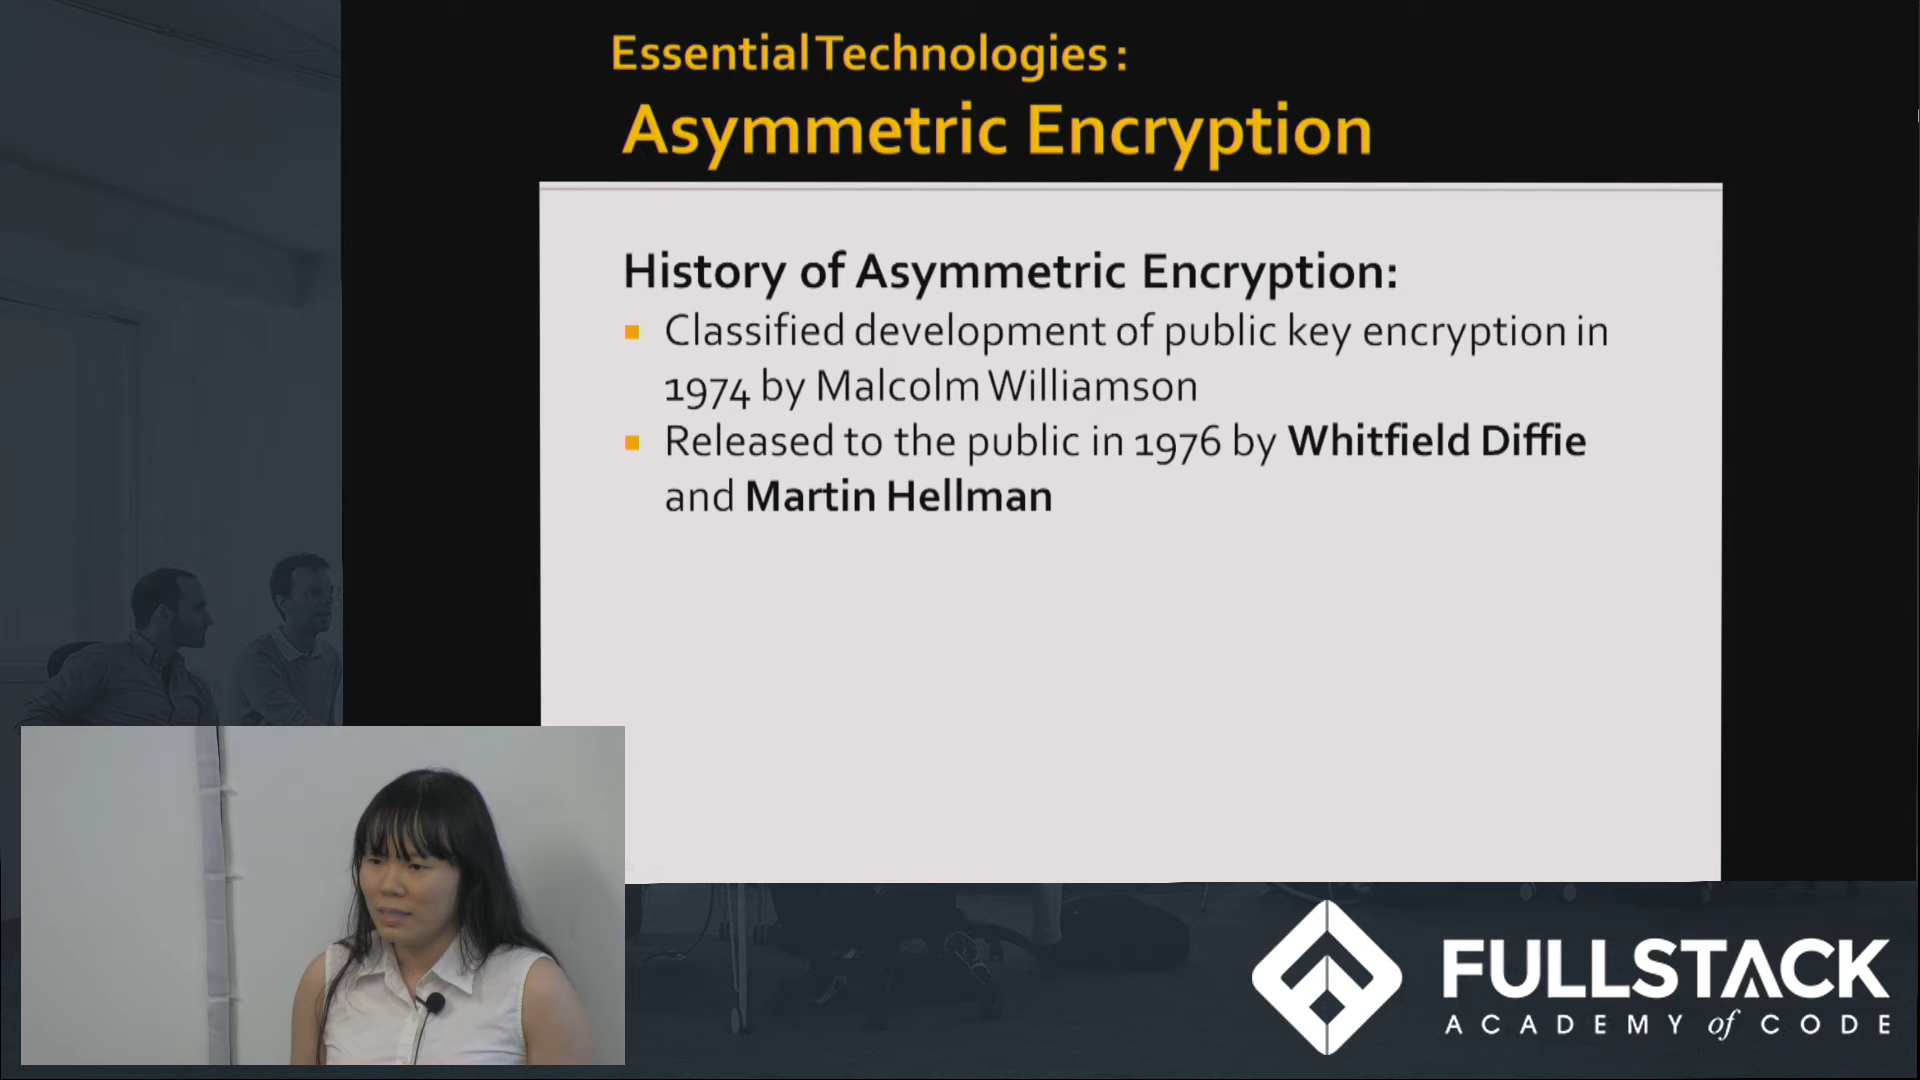 Essential Technologies :
Asymmetric Encryption
History of Asymmetric Encryption:
Classified development of public key encryption in
1974 by Malcolm Williamson
Released to the public in 1976 by Whitfield Diffie
and Martin Hellman
FULLSTACK
ACADEMY of CODE